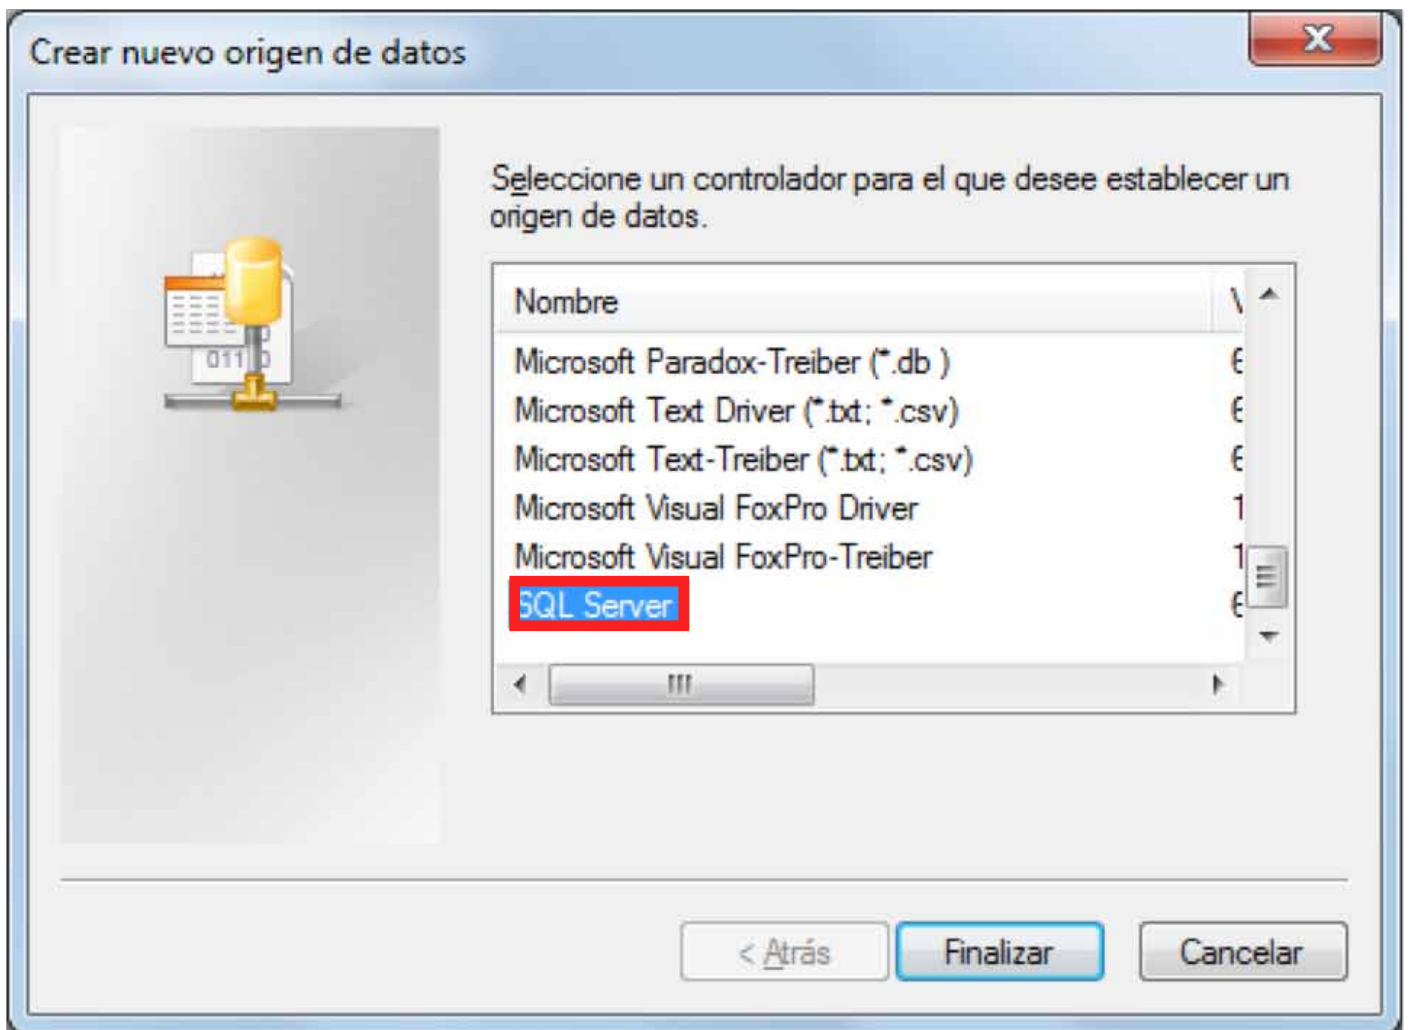 Crear nuevo origen de datos
Seleccione un controlador para el que desee establecer un
origen de datos.
Nombre
Microsoft Paradox-Treiber (*.db )
Microsoft Text Driver (*.txt; *.csv)
Microsoft Text-Treiber (*.txt; *.csv)
Microsoft Visual FoxPro Driver
Microsoft Visual FoxPro-Treiber
SQL Server
< Atrás
Finalizar
Cancelar